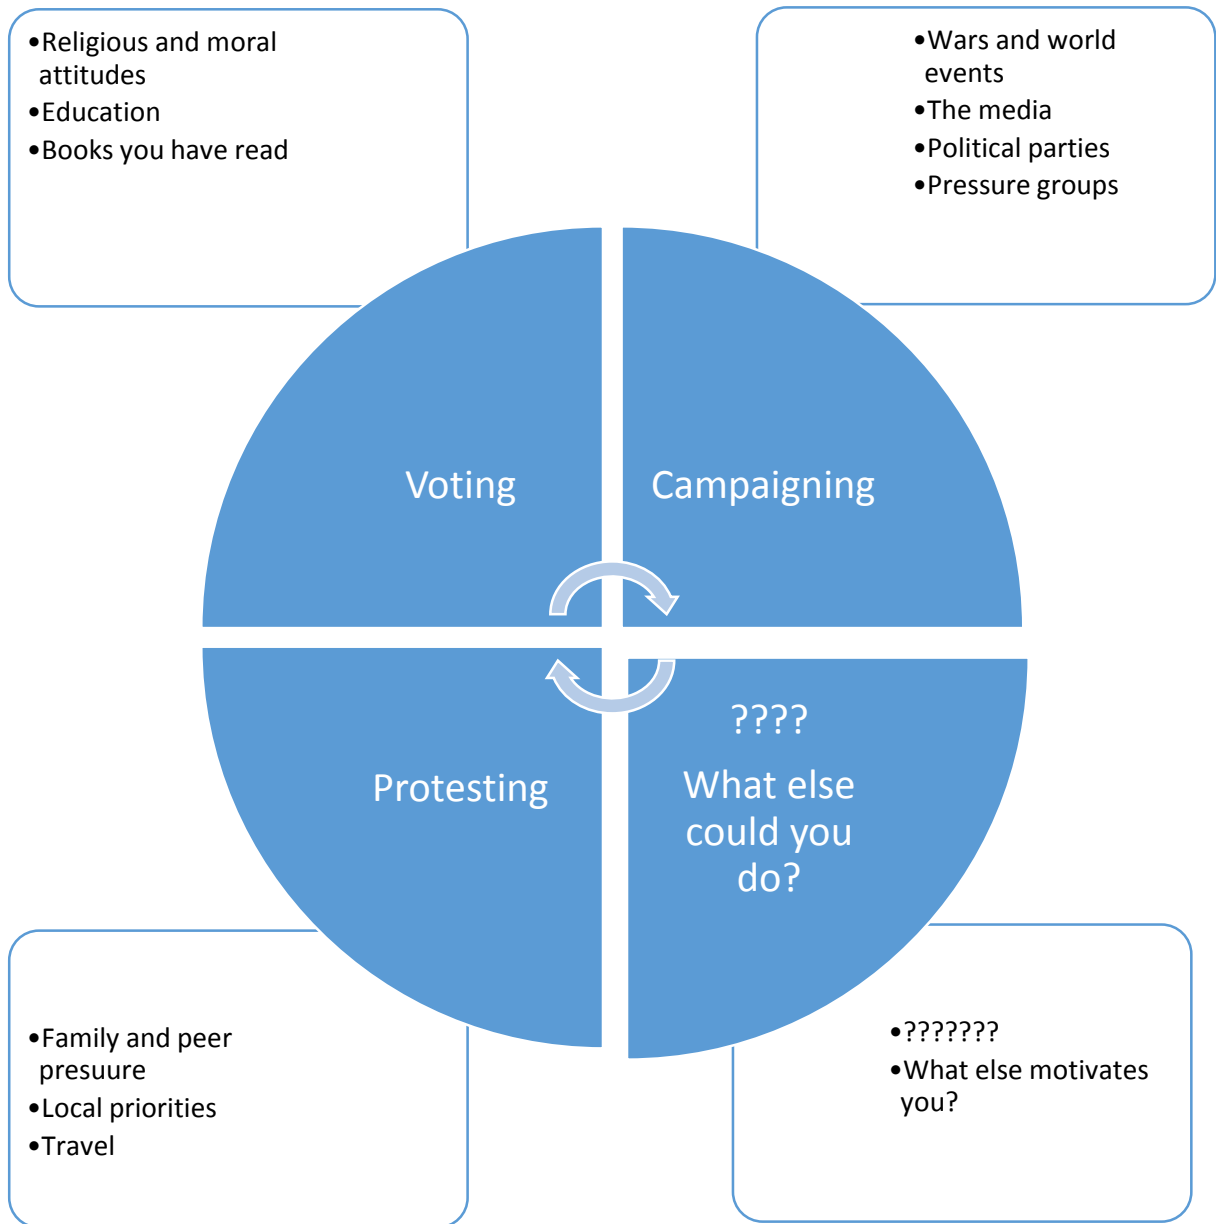 •Religious and moral
attitudes
•Education
•Books you have read
•Wars and world
events
•The media
•Political parties
•Pressure groups
Voting
Campaigning
Protesting
????
What else
could you
do?
•Family and peer
presuure
•Local priorities
•Travel
•???????
•What else motivates
you?